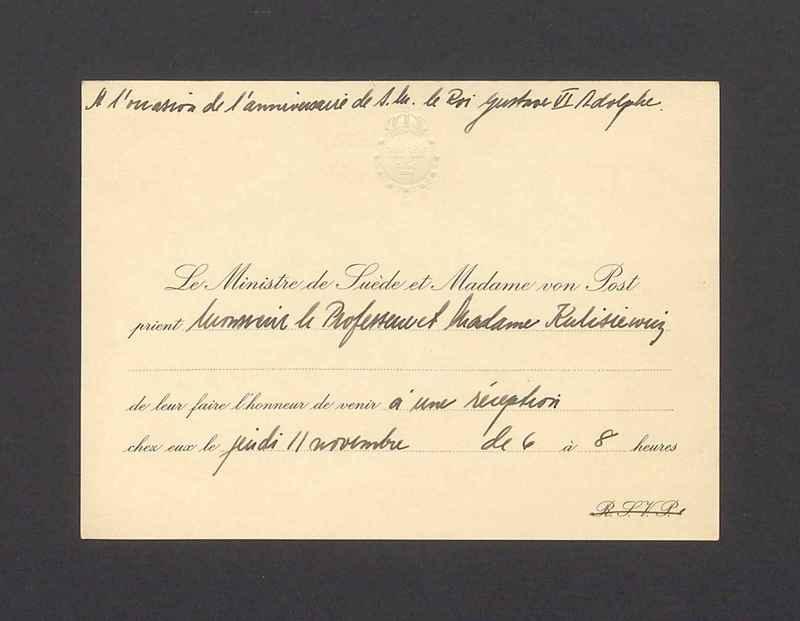 A l'occasion de l'anniversaire de S.M. le Roi Gustave VI Adolphe.
Le Ministre de Suède et Madame von Post
prient Monsieur le Professeur et Madame Kulisiewicz
de leur faire l'honneur de venir à une réception
chez eux le jeudi 11 novembre de 6 à 8 heures
R.S.V.P.